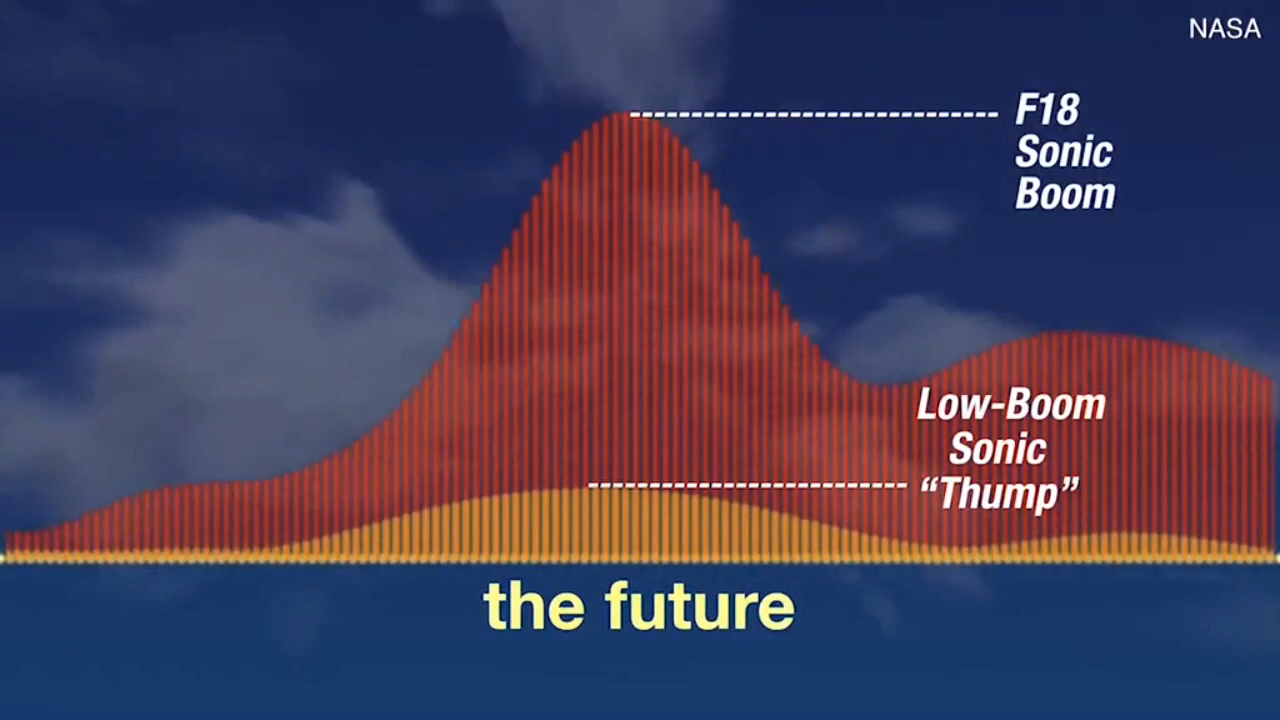 NASA
F18
Sonic
Boom
Low-Boom
Sonic
“Thump”
the future